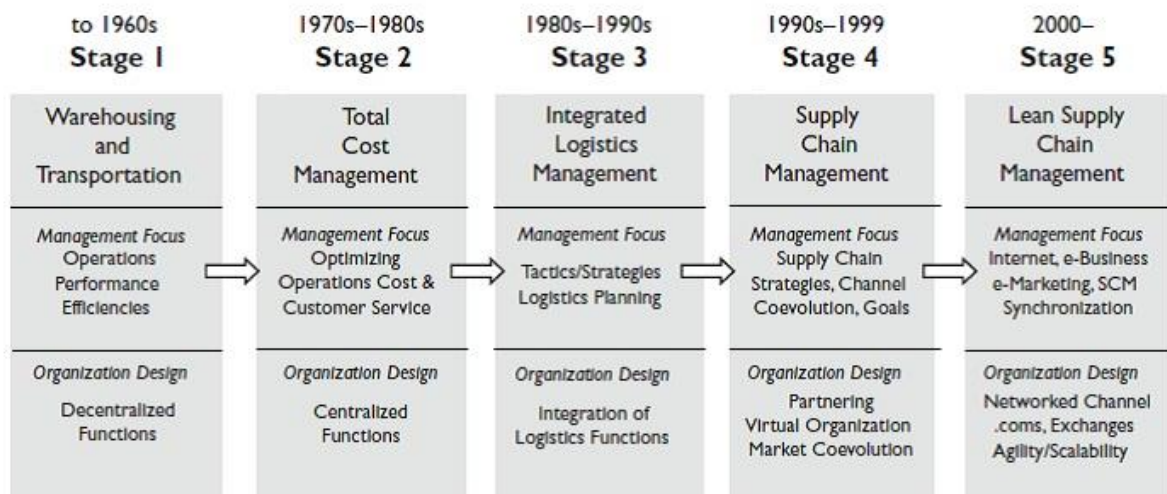 to 1960s
Stage 1
Warehousing
and
Transportation
Management Focus
Operations
Performance
Efficiencies
Organization Design
Decentralized
Functions
1970s–1980s
Stage 2
Total
Cost
Management
Management Focus
Optimizing
Operations Cost &
Customer Service
Organization Design
Centralized
Functions
1980s–1990s
Stage 3
Integrated
Logistics
Management
Management Focus
Tactics/Strategies
Logistics Planning
Organization Design
Integration of
Logistics Functions
1990s–1999
Stage 4
Supply
Chain
Management
Management Focus
Supply Chain
Strategies, Channel
Coevolution, Goals
Organization Design
Partnering
Virtual Organization
Market Coevolution
2000–
Stage 5
Lean Supply
Chain
Management
Management Focus
Internet, e-Business
e-Marketing, SCM
Synchronization
Organization Design
Networked Channel
.coms, Exchanges
Agility/Scalability